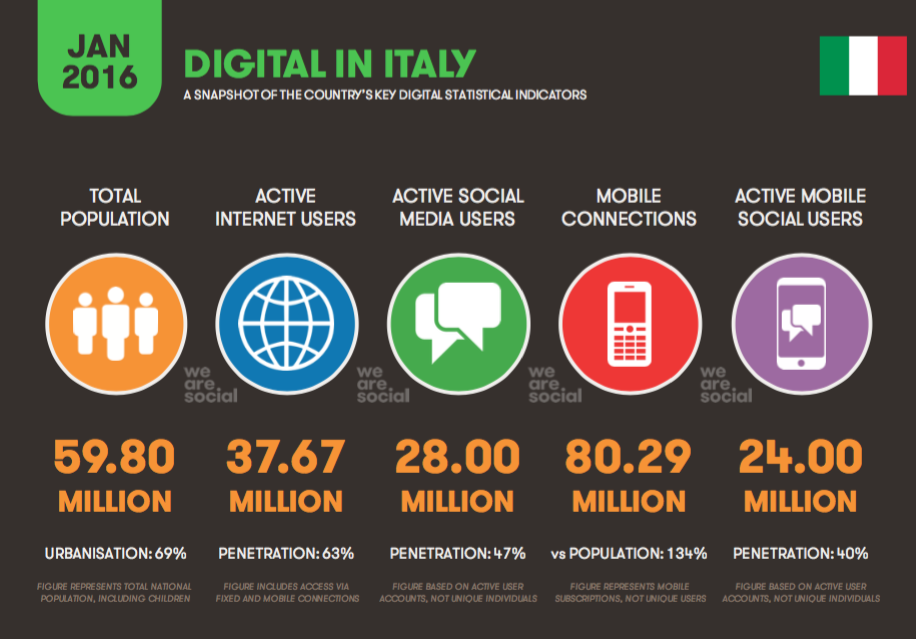 JAN
2016
DIGITAL IN ITALY
A SNAPSHOT OF THE COUNTRY'S KEY DIGITAL STATISTICAL INDICATORS
TOTAL
POPULATION
ACTIVE
INTERNET USERS
ACTIVE SOCIAL
MEDIA USERS
MOBILE
CONNECTIONS
ACTIVE MOBILE
SOCIAL USERS
we
are
social
we
are
social
we
are
social
we
are
social
59.80
MILLION
37.67
MILLION
28.00
MILLION
80.29
MILLION
24.00
MILLION
URBANISATION: 69%
PENETRATION: 63%
PENETRATION: 47%
vs POPULATION: 134%
PENETRATION: 40%
FIGURE REPRESENTS TOTAL NATIONAL
POPULATION, INCLUDING CHILDREN
FIGURE INCLUDES ACCESS VIA
FIXED AND MOBILE CONNECTIONS
FIGURE BASED ON ACTIVE USER
ACCOUNTS, NOT UNIQUE INDIVIDUALS
FIGURE REPRESENTS MOBILE
SUBSCRIPTIONS, NOT UNIQUE USERS
FIGURE BASED ON ACTIVE USER
ACCOUNTS, NOT UNIQUE INDIVIDUALS